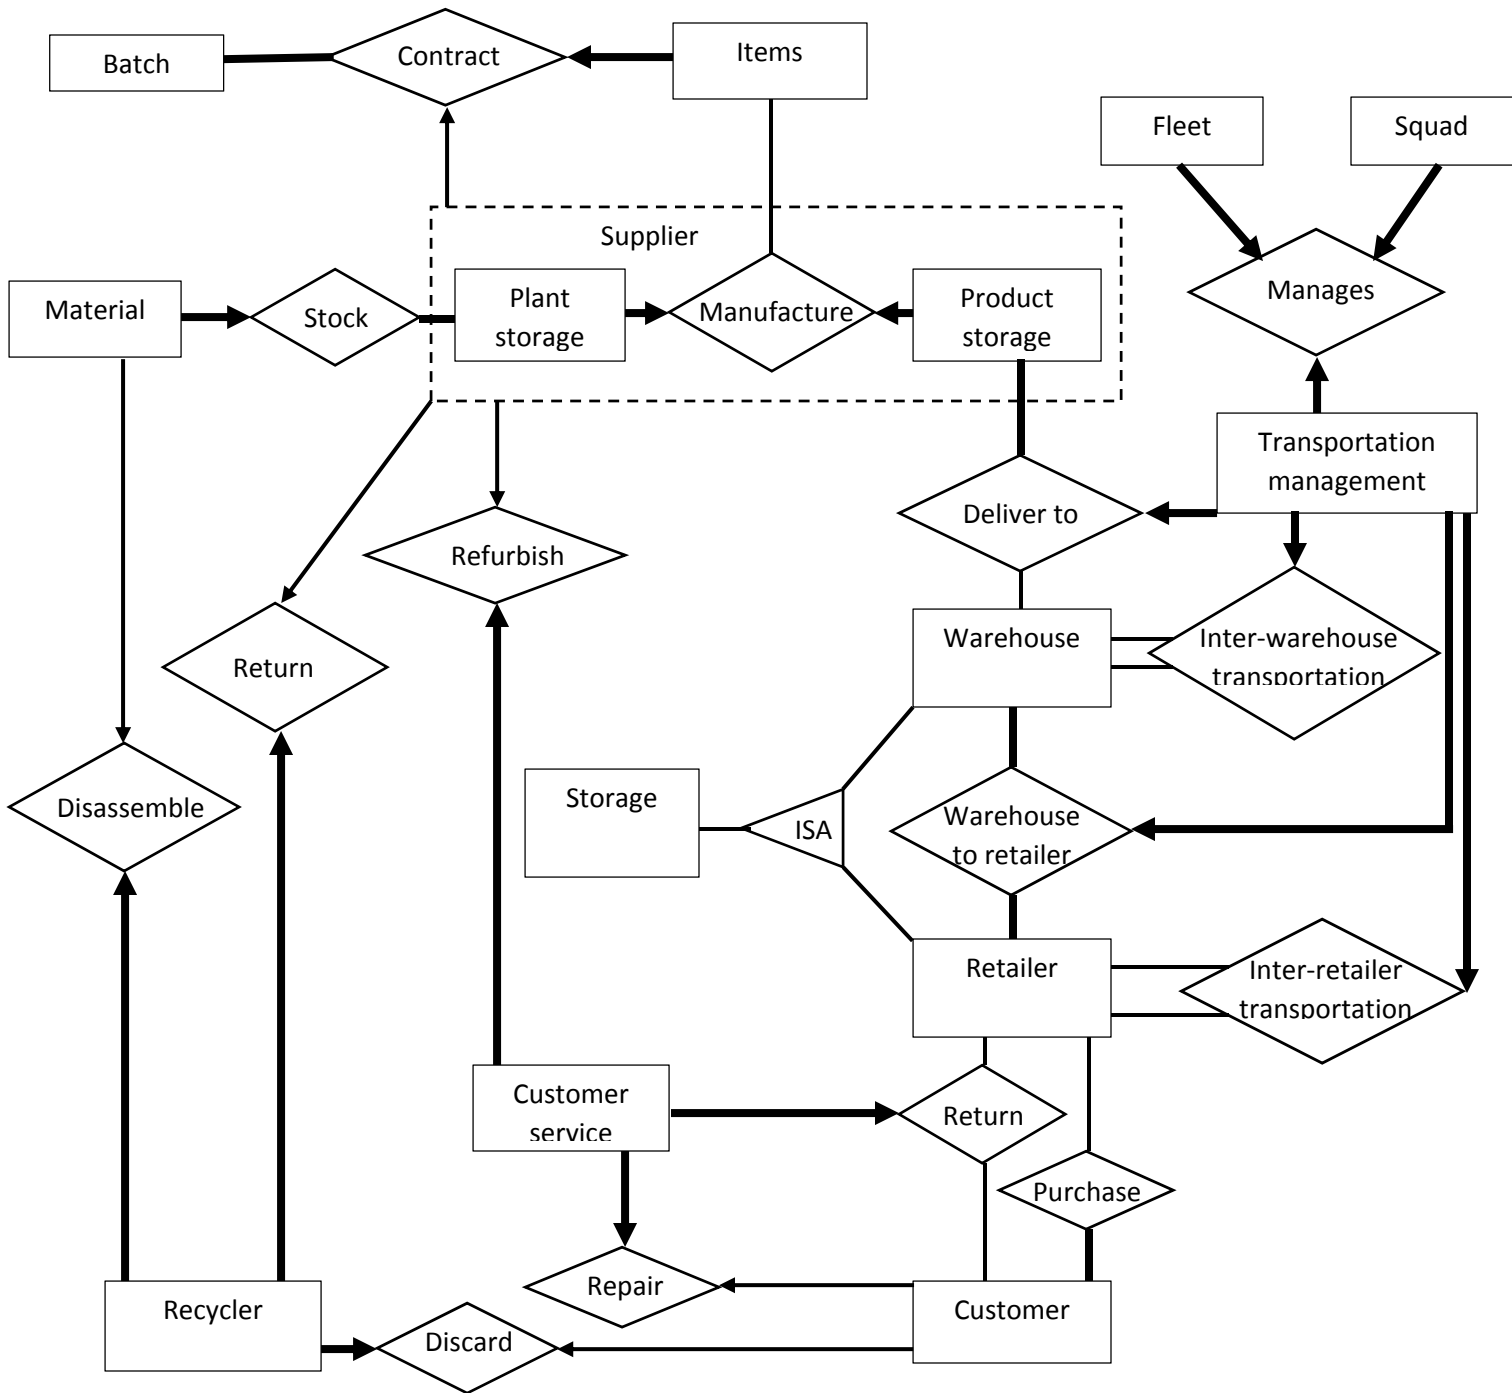 Contract
Items
Batch
Fleet
Squad
Supplier
Material
Stock
Plant
storage
Manufacture
Product
storage
Manages
Transportation
management
Deliver to
Refurbish
Return
Warehouse
Inter-warehouse
transportation
Disassemble
Storage
ISA
Warehouse
to retailer
Retailer
Inter-retailer
transportation
Customer
service
Return
Purchase
Repair
Recycler
Discard
Customer